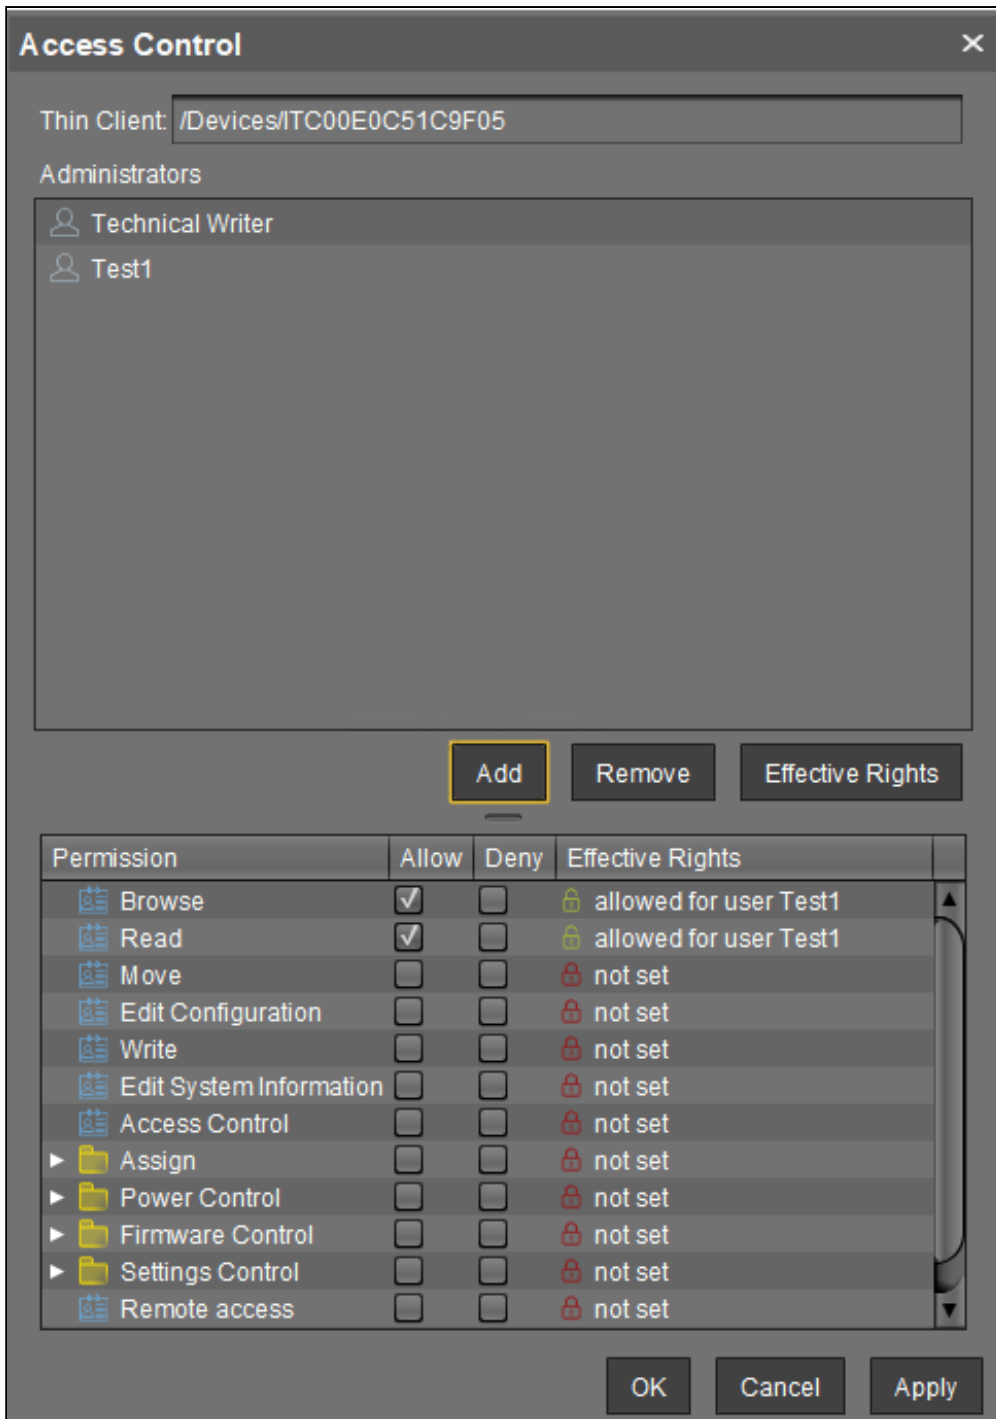 Access Control
Thin Client: /Devices/ITC00E0C51C9F05
Administrators
Technical Writer
Test1
Add Remove Effective Rights
Permission Allow Deny Effective Rights
Browse allowed for user Test1
Read allowed for user Test1
Move not set
Edit Configuration not set
Write not set
Edit System Information not set
Access Control not set
Assign not set
Power Control not set
Firmware Control not set
Settings Control not set
Remote access not set
OK Cancel Apply